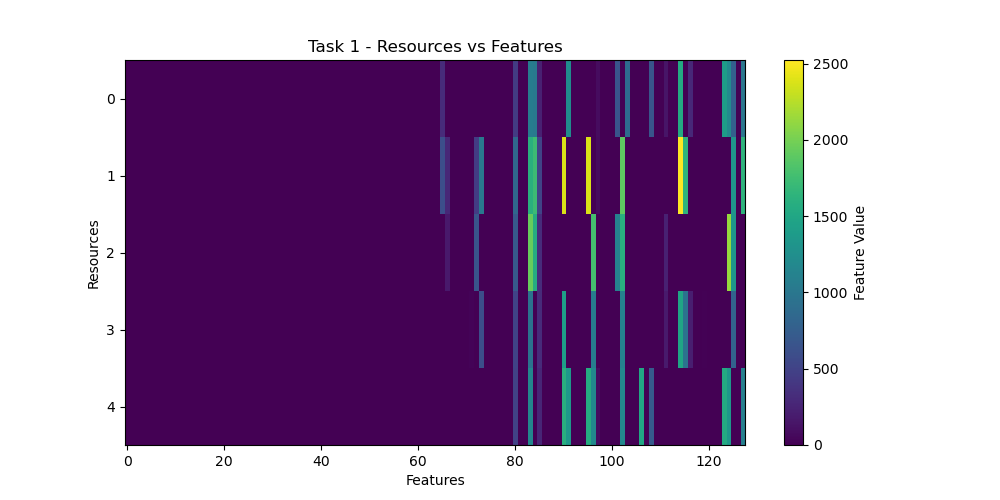 Task 1 - Resources vs Features
Resources
0
1
2
3
4
0 20 40 60 80 100 120
Features
2500
2000
1500
1000
500
0
Feature Value